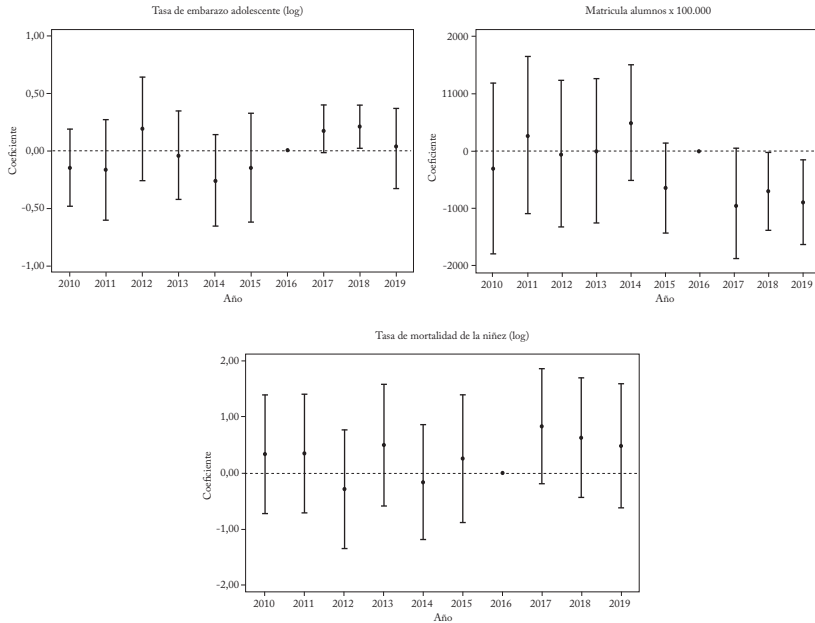 Tasa de embarazo adolescente (log)
1,00
0,50
0,00
-0,50
-1,00
Coeficiente
2010 2011 2012 2013 2014 2015 2016 2017 2018 2019
Año
Matricula alumnos x 100.000
2000
11000
0
-1000
-2000
Coeficiente
2010 2011 2012 2013 2014 2015 2016 2017 2018 2019
Año
Tasa de mortalidad de la niñez (log)
2,00
1,00
0,00
-1,00
-2,00
Coeficiente
2010 2011 2012 2013 2014 2015 2016 2017 2018 2019
Año